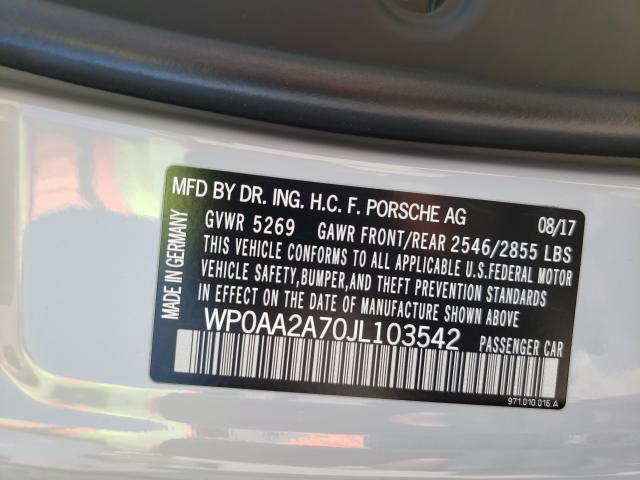 MFD BY DR. ING. H.C. F. PORSCHE AG 08/17
GVWR 5269 GAWR FRONT/REAR 2546/2855 LBS
THIS VEHICLE CONFORMS TO ALL APPLICABLE U.S.FEDERAL MOTOR
VEHICLE SAFETY,BUMPER,AND THEFT PREVENTION STANDARDS
IN EFFECT ON THE DATE OF MANUFACTURE SHOWN ABOVE
WP0AA2A70JL103542 PASSENGER CAR
MADE IN GERMANY
971.010.016.A